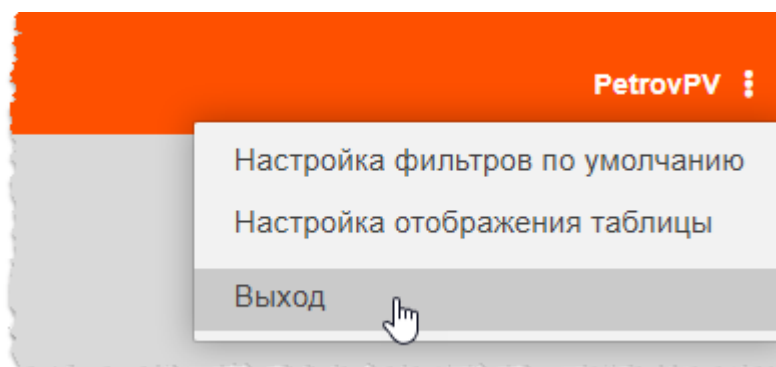 PetrovPV
Настройка фильтров по умолчанию
Настройка отображения таблицы
Выход